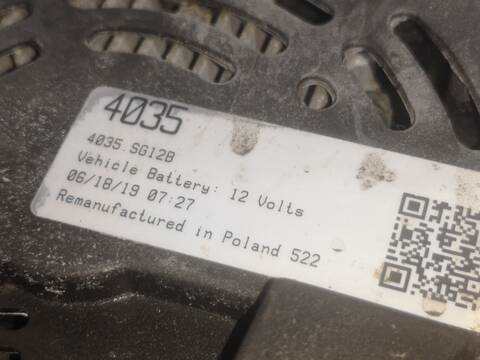 4035
4035 SG12B
Vehicle Battery: 12 Volts
06/18/19 07:27
Remanufactured in Poland 522